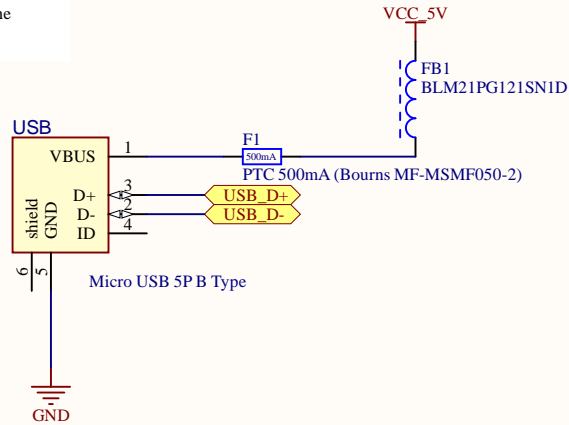 ne
VCC_5V
FB1
BLM21PG121SN1D
USB
F1
VBUS
1
500mA
PTC 500mA (Bourns MF-MSMF050-2)
D+
3
USB_D+
D-
2
USB_D-
ID
4
shield
GND
6
5
Micro USB 5P B Type
GND